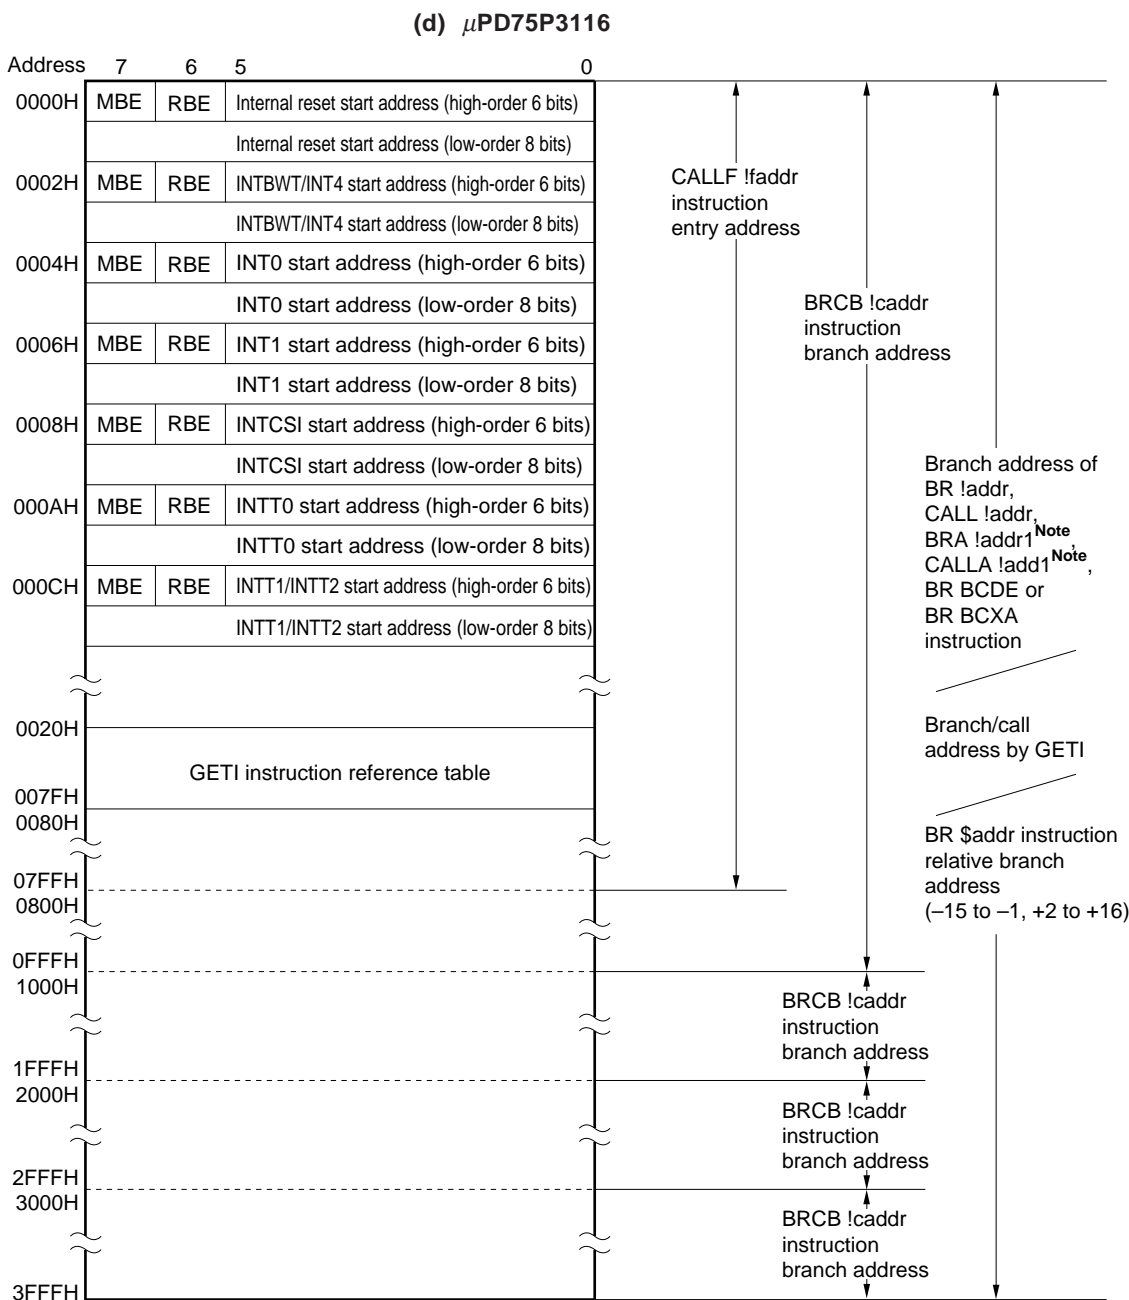 (d) μPD75P3116
Address 7 6 5 0
0000H MBE RBE Internal reset start address (high-order 6 bits)
Internal reset start address (low-order 8 bits)
0002H MBE RBE INTBWT/INT4 start address (high-order 6 bits)
INTBWT/INT4 start address (low-order 8 bits)
0004H MBE RBE INT0 start address (high-order 6 bits)
INT0 start address (low-order 8 bits)
0006H MBE RBE INT1 start address (high-order 6 bits)
INT1 start address (low-order 8 bits)
0008H MBE RBE INTCSI start address (high-order 6 bits)
INTCSI start address (low-order 8 bits)
000AH MBE RBE INTT0 start address (high-order 6 bits)
INTT0 start address (low-order 8 bits)
000CH MBE RBE INTT1/INTT2 start address (high-order 6 bits)
INTT1/INTT2 start address (low-order 8 bits)
0020H
GETI instruction reference table
007FH
0080H
07FFH
0800H
0FFFH
1000H
1FFFH
2000H
2FFFH
3000H
3FFFH
CALLF !faddr
instruction
entry address
BRCB !caddr
instruction
branch address
BRCB !caddr
instruction
branch address
BRCB !caddr
instruction
branch address
BRCB !caddr
instruction
branch address
Branch address of
BR !addr,
CALL !addr,
BRA !addr1Note,
CALLA !add1Note,
BR BCDE or
BR BCXA
instruction
Branch/call
address by GETI
BR $addr instruction
relative branch
address
(–15 to –1, +2 to +16)